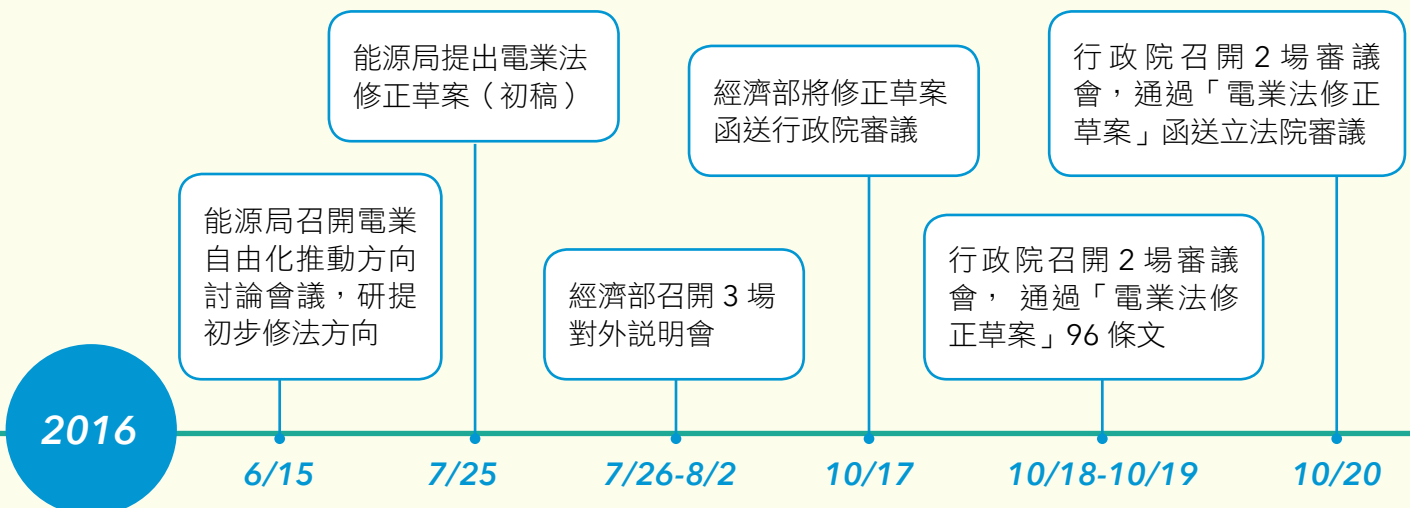 能源局提出電業法
修正草案（初稿）
行政院召開 2 場審議
會，通過「電業法修正
草案」函送立法院審議
經濟部將修正草案
函送行政院審議
能源局召開電業
自由化推動方向
討論會議，研提
初步修法方向
經濟部召開 3 場
對外說明會
行政院召開 2 場審議
會， 通過「電業法修
正草案」96 條文
2016
6/15
7/25
7/26-8/2
10/17
10/18-10/19
10/20